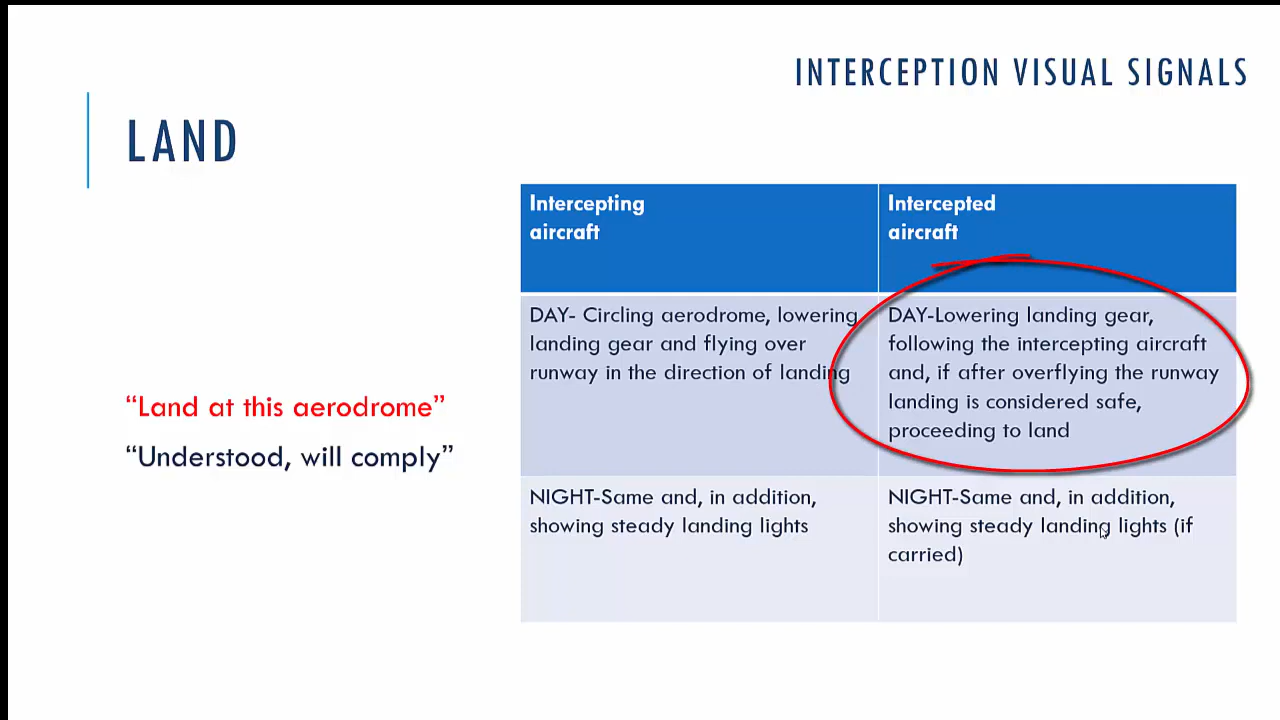 INTERCEPTION VISUAL SIGNALS
LAND
“Land at this aerodrome”
“Understood, will comply”
Intercepting
aircraft
Intercepted
aircraft
DAY- Circling aerodrome, lowering
landing gear and flying over
runway in the direction of landing
DAY-Lowering landing gear,
following the intercepting aircraft
and, if after overflying the runway
landing is considered safe,
proceeding to land
NIGHT-Same and, in addition,
showing steady landing lights
NIGHT-Same and, in addition,
showing steady landing lights (if
carried)